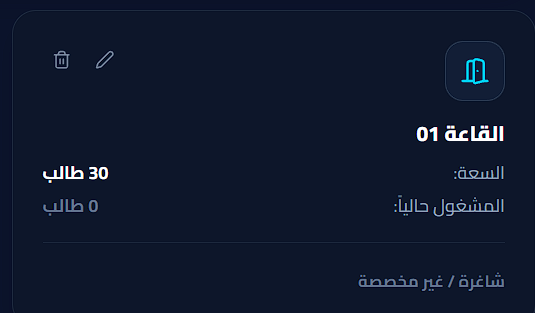 القاعة 01
السعة: 30 طالب
المشغول حالياً: 0 طالب
شاغرة / غير مخصصة